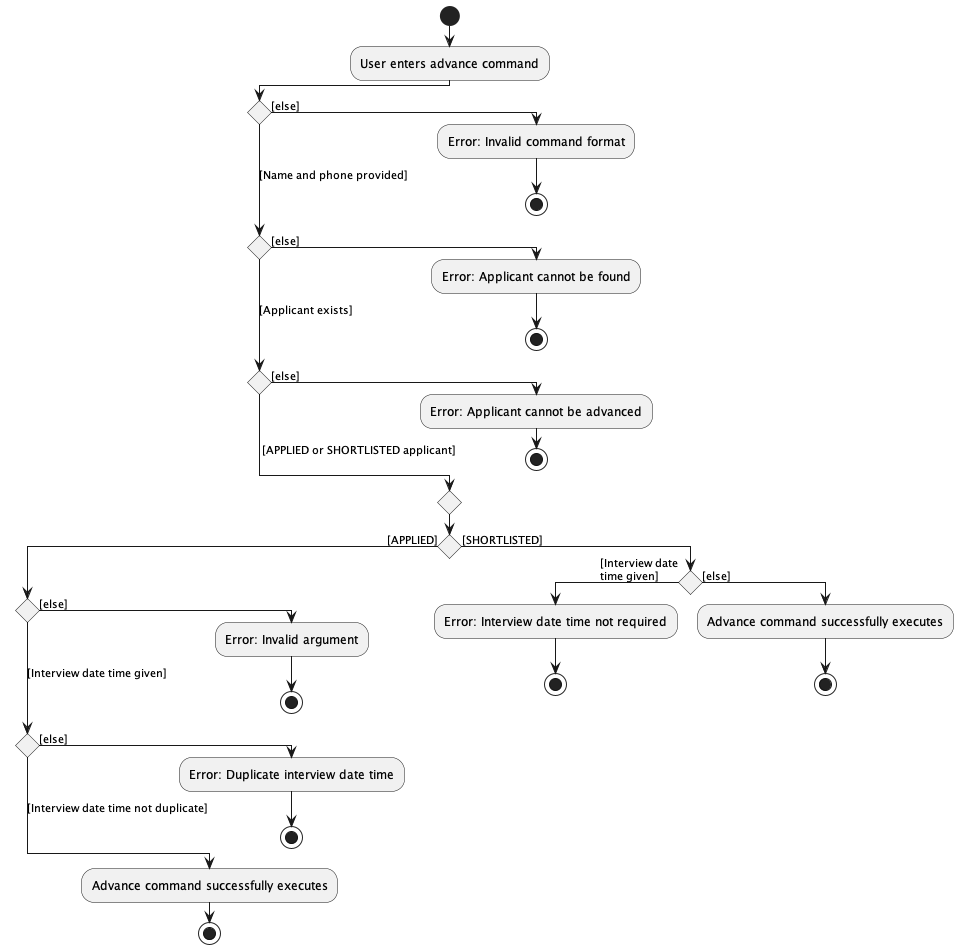 User enters advance command
[else]
Error: Invalid command format
[Name and phone provided]
[else]
Error: Applicant cannot be found
[Applicant exists]
[else]
Error: Applicant cannot be advanced
[APPLIED or SHORTLISTED applicant]
[APPLIED]
[SHORTLISTED]
[Interview date
time given]
[else]
Error: Interview date time not required
Advance command successfully executes
[else]
Error: Invalid argument
[Interview date time given]
[else]
Error: Duplicate interview date time
[Interview date time not duplicate]
Advance command successfully executes